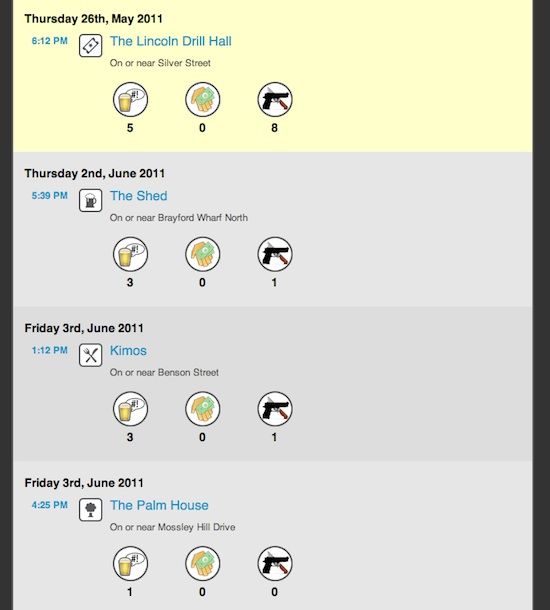 Thursday 26th, May 2011
6:12 PM The Lincoln Drill Hall
On or near Silver Street
#!
5 0 8
Thursday 2nd, June 2011
5:39 PM The Shed
On or near Brayford Wharf North
#!
3 0 1
Friday 3rd, June 2011
1:12 PM Kimos
On or near Benson Street
#!
3 0 1
Friday 3rd, June 2011
4:25 PM The Palm House
On or near Mossley Hill Drive
#!
1 0 0